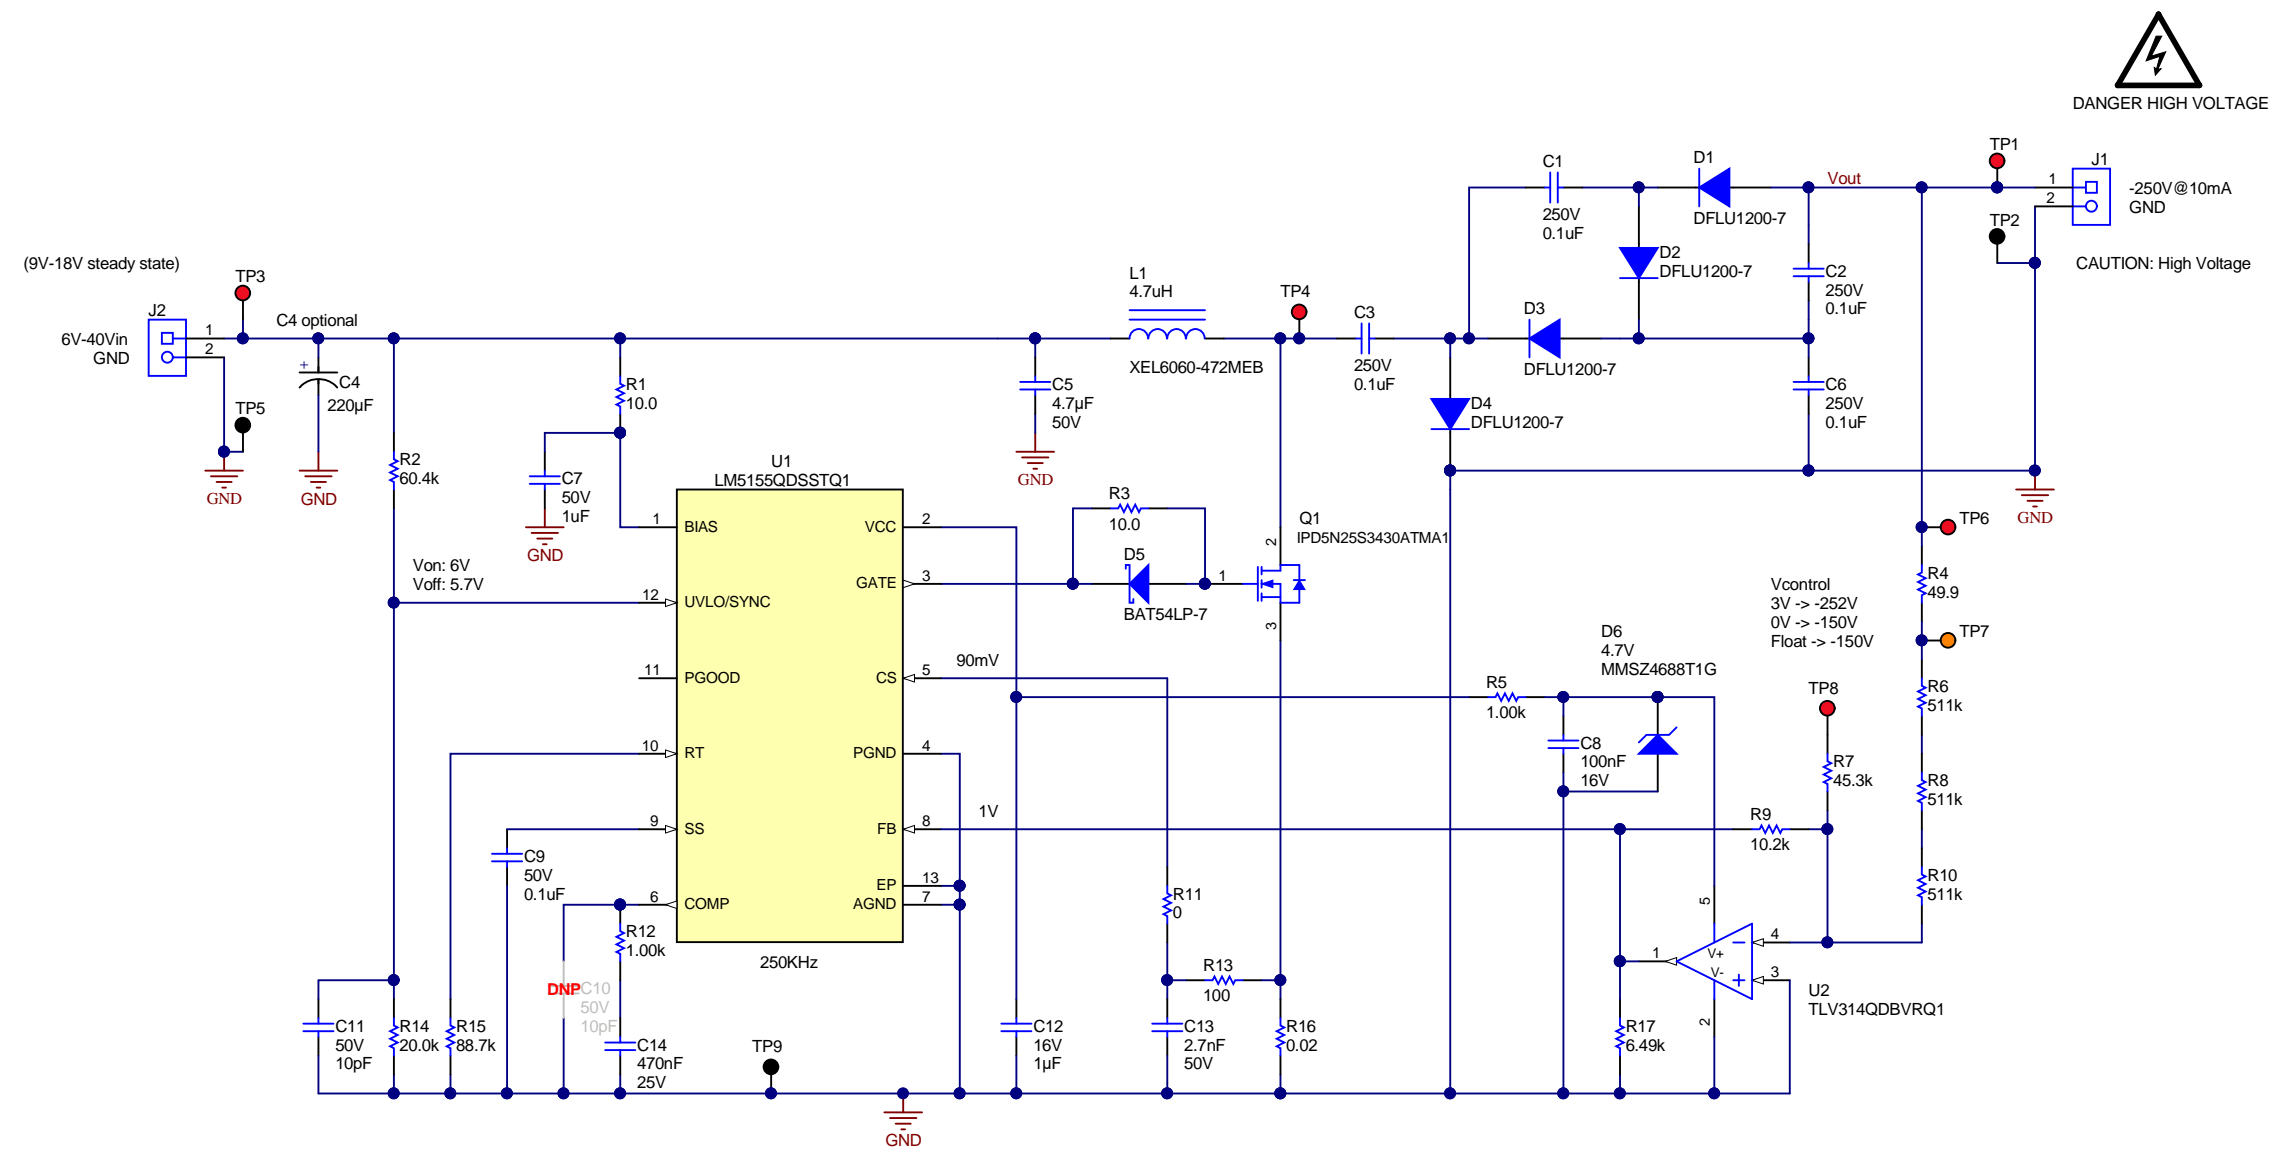 DANGER HIGH VOLTAGE
TP1
J1
1
2
-250V@10mA
GND
TP2
CAUTION: High Voltage
C1
250V
0.1uF
D1
DFLU1200-7
Vout
D2
DFLU1200-7
C2
250V
0.1uF
(9V-18V steady state)
TP3
J2
6V-40Vin
GND
1
2
C4 optional
+
C4
220µF
TP5
GND
GND
R1
10.0
R2
60.4k
C7
50V
1uF
GND
L1
4.7uH
XEL6060-472MEB
TP4
C3
250V
0.1uF
D3
DFLU1200-7
D4
DFLU1200-7
C5
4.7µF
50V
GND
C6
250V
0.1uF
GND
U1
LM5155QDSSTQ1
1
BIAS
VCC
2
GATE
3
Von: 6V
Voff: 5.7V
12
UVLO/SYNC
11
PGOOD
CS
5
90mV
10
RT
PGND
4
9
SS
FB
8
1V
EP
13
6
COMP
AGND
7
250KHz
R3
10.0
D5
BAT54LP-7
Q1
IPD5N25S3430ATMA1
1
2
3
TP6
R4
49.9
TP7
Vcontrol
3V -> -252V
0V -> -150V
Float -> -150V
D6
4.7V
MMSZ4688T1G
R5
1.00k
C8
100nF
16V
TP8
R7
45.3k
R6
511k
R8
511k
R10
511k
R9
10.2k
C9
50V
0.1uF
R12
1.00k
DNP
C10
50V
10pF
C14
470nF
25V
C11
50V
10pF
R14
20.0k
R15
88.7k
TP9
GND
C12
16V
1µF
R11
0
R13
100
C13
2.7nF
50V
R16
0.02
R17
6.49k
5
V+
V-
1
4
3
2
U2
TLV314QDBVRQ1